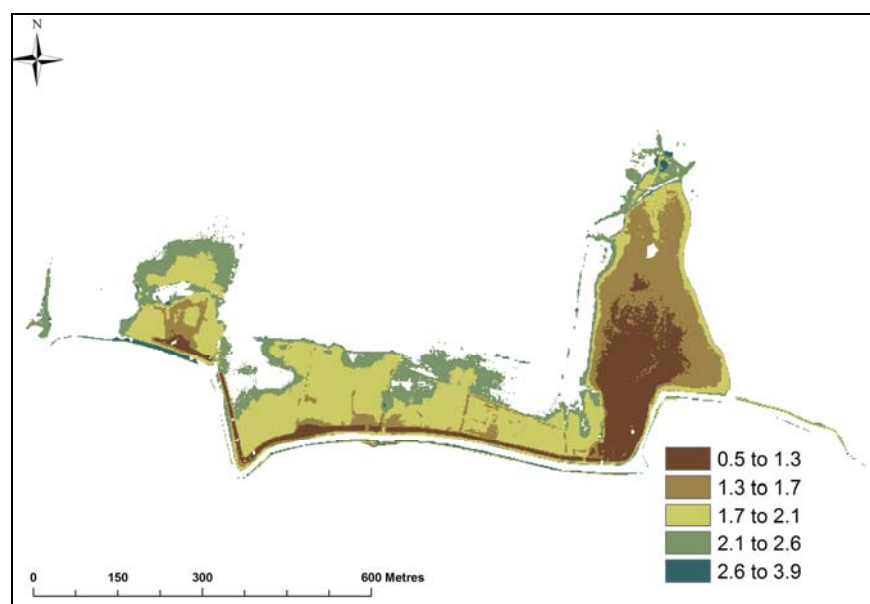 N
0.5 to 1.3
1.3 to 1.7
1.7 to 2.1
2.1 to 2.6
2.6 to 3.9
0 150 300 600 Metres